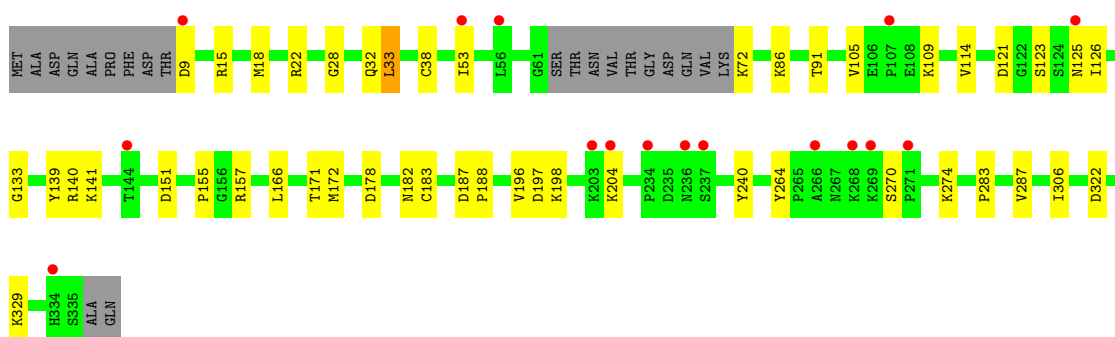 MET ALA ASP GLN ALA PRO PHE ASP THR D9 R15 M18 R22 G28 Q32 L33 C38 I53 L56 G61 SER THR ASN VAL THR GLY ASP GLN VAL LYS K72 K86 T91 V105 E106 P107 E108 K109 V114 D121 G122 S123 S124 N125 I126
G133 Y139 R140 K141 T144 D151 P155 G156 R157 L166 T171 M172 D178 N182 C183 D187 P188 V196 D197 K198 K203 K204 P234 D235 N236 S237 Y240 Y264 P265 A266 N267 K268 K269 S270 P271 K274 P283 V287 I306 D322
K329 H334 S335 ALA GLN